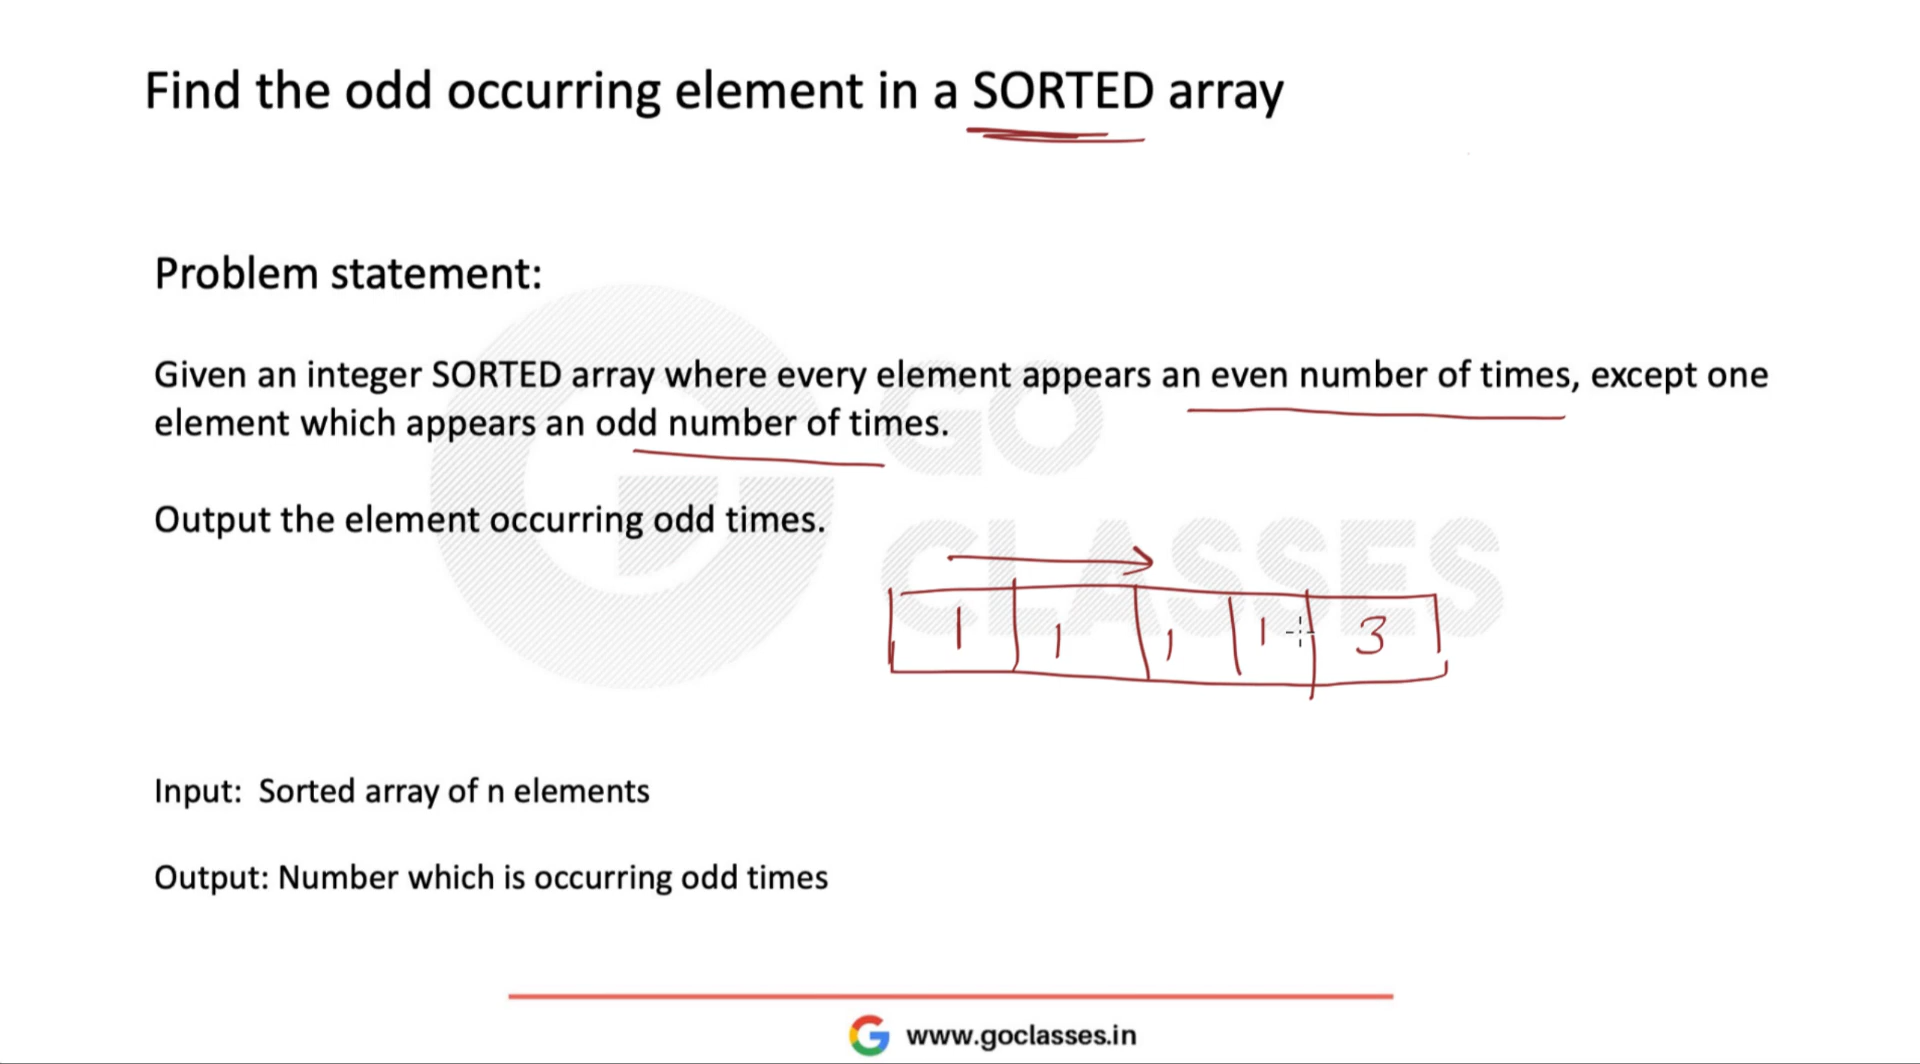 Find the odd occurring element in a SORTED array
Problem statement:
Given an integer SORTED array where every element appears an even number of times, except one
element which appears an odd number of times.
Output the element occurring odd times.
GO
CLASSES
1 1 1 1 3
Input: Sorted array of n elements
Output: Number which is occurring odd times
www.goclasses.in